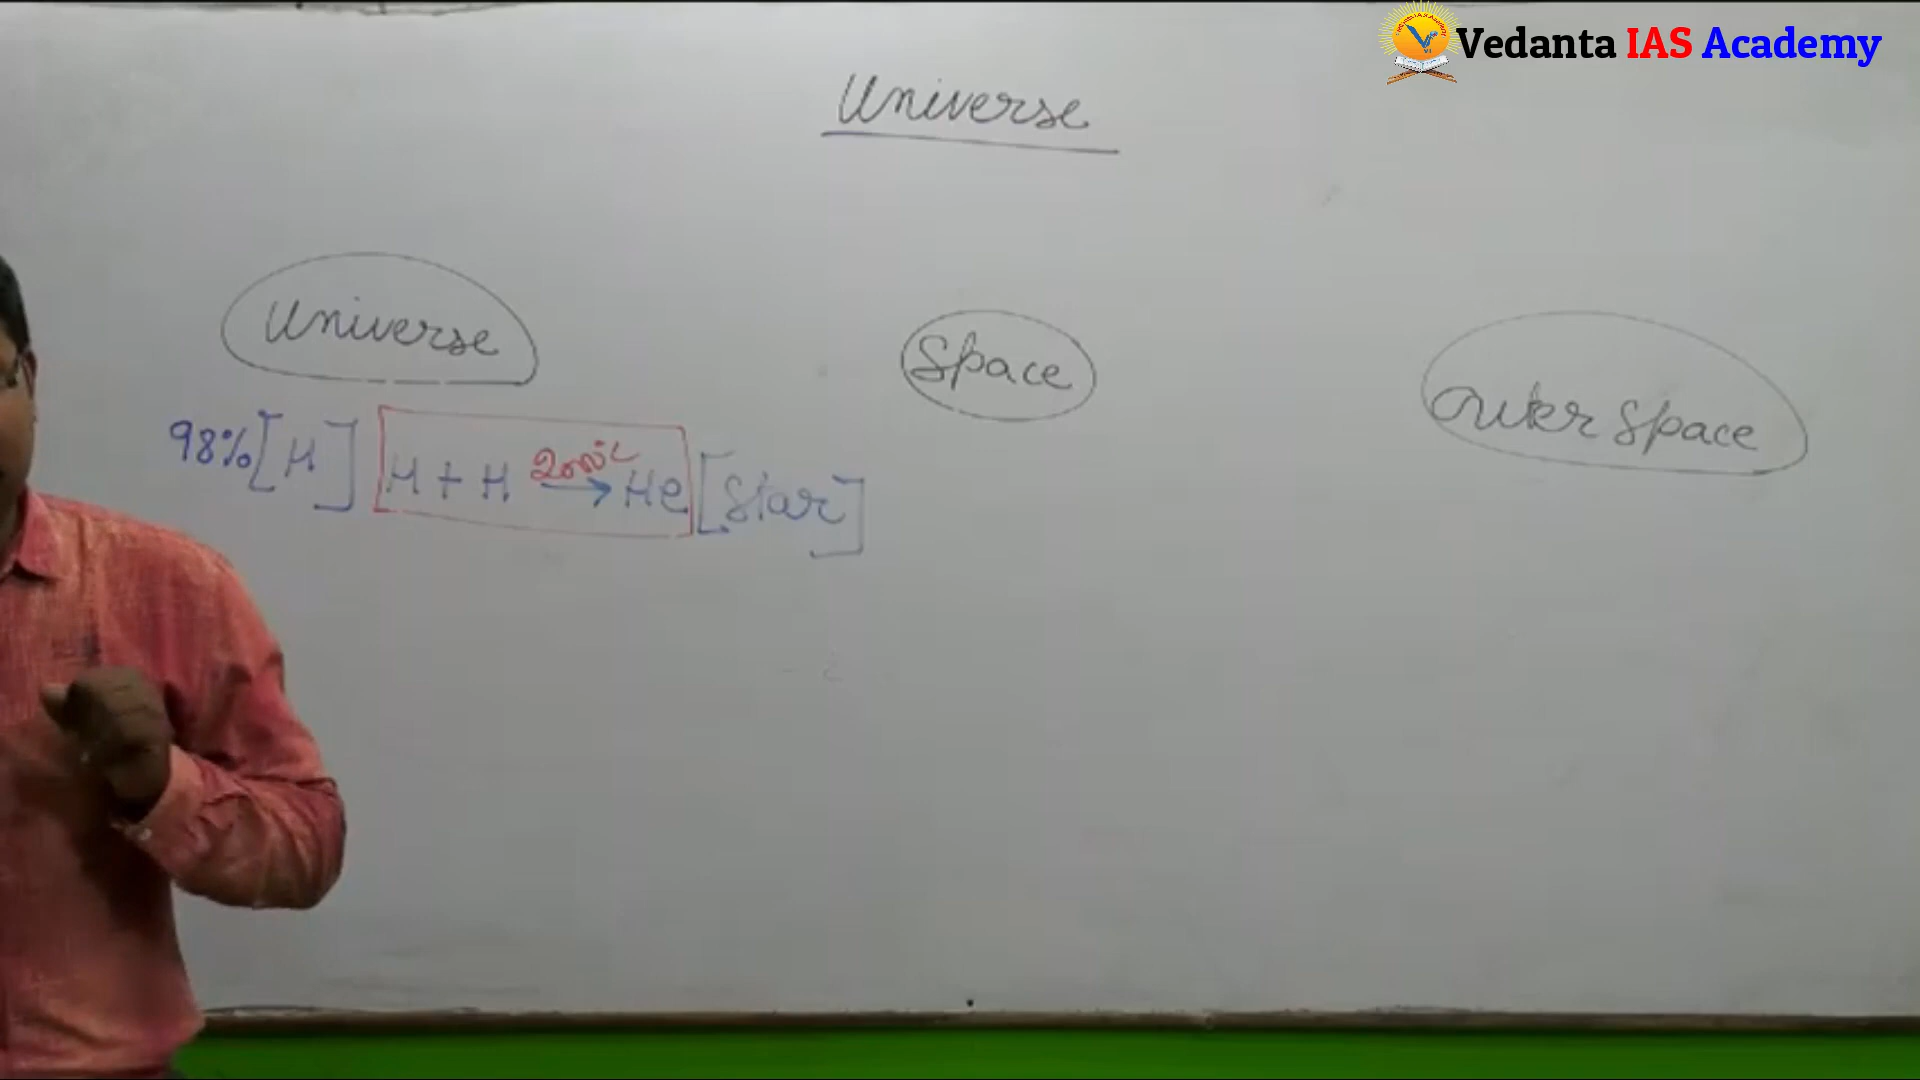 Vedanta IAS Academy
Universe
Universe
Space
outer space
98% [H] H + H → He [Star]